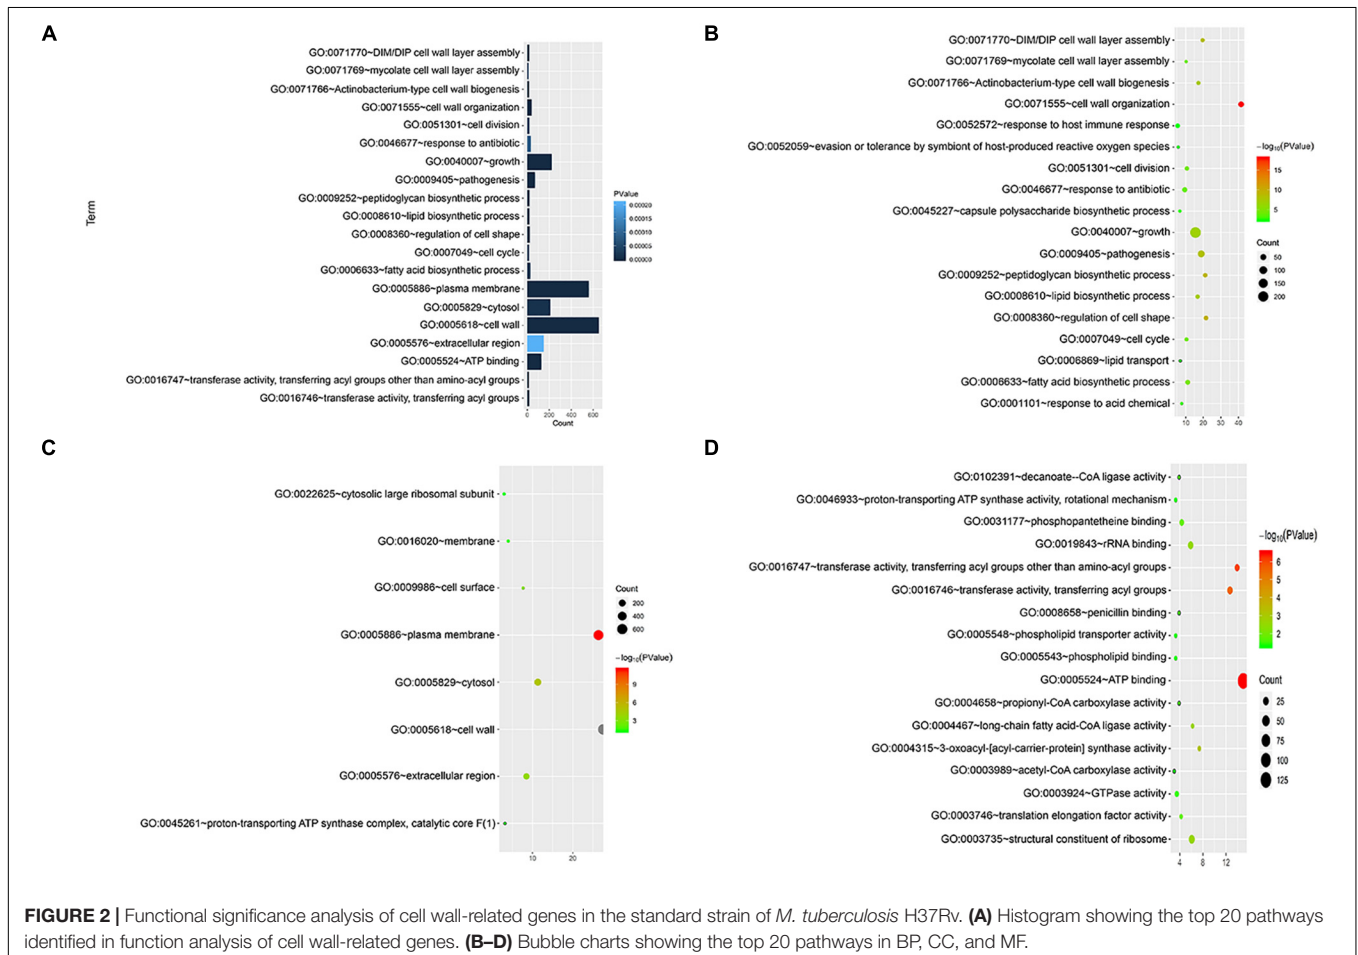 A
Term
GO:0071770~DIM/DIP cell wall layer assembly
GO:0071769~mycolate cell wall layer assembly
GO:0071766~Actinobacterium-type cell wall biogenesis
GO:0071555~cell wall organization
GO:0051301~cell division
GO:0046677~response to antibiotic
GO:0040007~growth
GO:0009405~pathogenesis
GO:0009252~peptidoglycan biosynthetic process
GO:0008610~lipid biosynthetic process
GO:0008360~regulation of cell shape
GO:0007049~cell cycle
GO:0006633~fatty acid biosynthetic process
GO:0005886~plasma membrane
GO:0005829~cytosol
GO:0005618~cell wall
GO:0005576~extracellular region
GO:0005524~ATP binding
GO:0016747~transferase activity, transferring acyl groups other than amino-acyl groups
GO:0016746~transferase activity, transferring acyl groups
0 200 400 600
Count
PValue
0.00020
0.00015
0.00010
0.00005
0.00000
B
GO:0071770~DIM/DIP cell wall layer assembly
GO:0071769~mycolate cell wall layer assembly
GO:0071766~Actinobacterium-type cell wall biogenesis
GO:0071555~cell wall organization
GO:0052572~response to host immune response
GO:0052059~evasion or tolerance by symbiont of host-produced reactive oxygen species
GO:0051301~cell division
GO:0046677~response to antibiotic
GO:0045227~capsule polysaccharide biosynthetic process
GO:0040007~growth
GO:0009405~pathogenesis
GO:0009252~peptidoglycan biosynthetic process
GO:0008610~lipid biosynthetic process
GO:0008360~regulation of cell shape
GO:0007049~cell cycle
GO:0006869~lipid transport
GO:0006633~fatty acid biosynthetic process
GO:0001101~response to acid chemical
10 20 30 40
−log10(PValue)
15
10
5
Count
50
100
150
200
C
GO:0022625~cytosolic large ribosomal subunit
GO:0016020~membrane
GO:0009986~cell surface
GO:0005886~plasma membrane
GO:0005829~cytosol
GO:0005618~cell wall
GO:0005576~extracellular region
GO:0045261~proton-transporting ATP synthase complex, catalytic core F(1)
10 20
Count
200
400
600
−log10(PValue)
9
6
3
D
GO:0102391~decanoate--CoA ligase activity
GO:0046933~proton-transporting ATP synthase activity, rotational mechanism
GO:0031177~phosphopantetheine binding
GO:0019843~rRNA binding
GO:0016747~transferase activity, transferring acyl groups other than amino-acyl groups
GO:0016746~transferase activity, transferring acyl groups
GO:0008658~penicillin binding
GO:0005548~phospholipid transporter activity
GO:0005543~phospholipid binding
GO:0005524~ATP binding
GO:0004658~propionyl-CoA carboxylase activity
GO:0004467~long-chain fatty acid-CoA ligase activity
GO:0004315~3-oxoacyl-[acyl-carrier-protein] synthase activity
GO:0003989~acetyl-CoA carboxylase activity
GO:0003924~GTPase activity
GO:0003746~translation elongation factor activity
GO:0003735~structural constituent of ribosome
4 8 12
−log10(PValue)
6
5
4
3
2
Count
25
50
75
100
125
FIGURE 2 | Functional significance analysis of cell wall-related genes in the standard strain of M. tuberculosis H37Rv. (A) Histogram showing the top 20 pathways
identified in function analysis of cell wall-related genes. (B–D) Bubble charts showing the top 20 pathways in BP, CC, and MF.